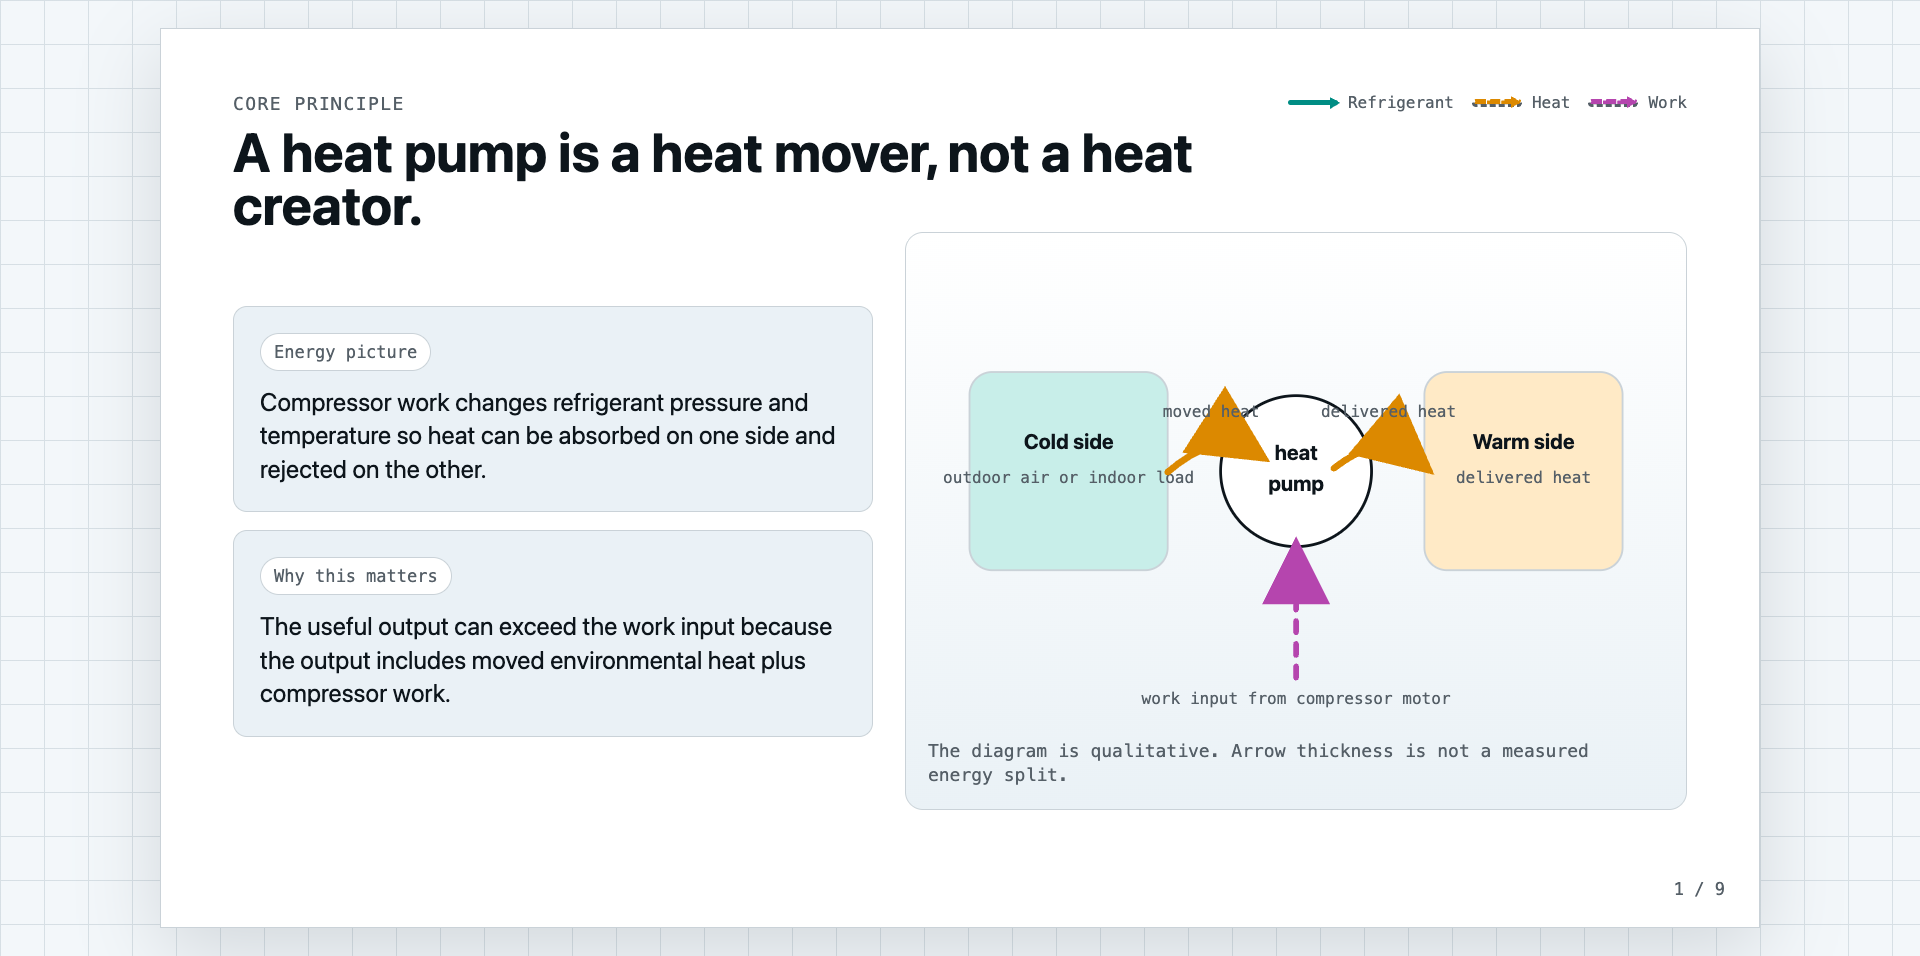 CORE PRINCIPLE
Refrigerant
Heat
Work
A heat pump is a heat mover, not a heat
creator.
Energy picture
Compressor work changes refrigerant pressure and
temperature so heat can be absorbed on one side and
rejected on the other.
Why this matters
The useful output can exceed the work input because
the output includes moved environmental heat plus
compressor work.
moved heat
delivered heat
Cold side
outdoor air or indoor load
heat
pump
Warm side
delivered heat
work input from compressor motor
The diagram is qualitative. Arrow thickness is not a measured
energy split.
1 / 9